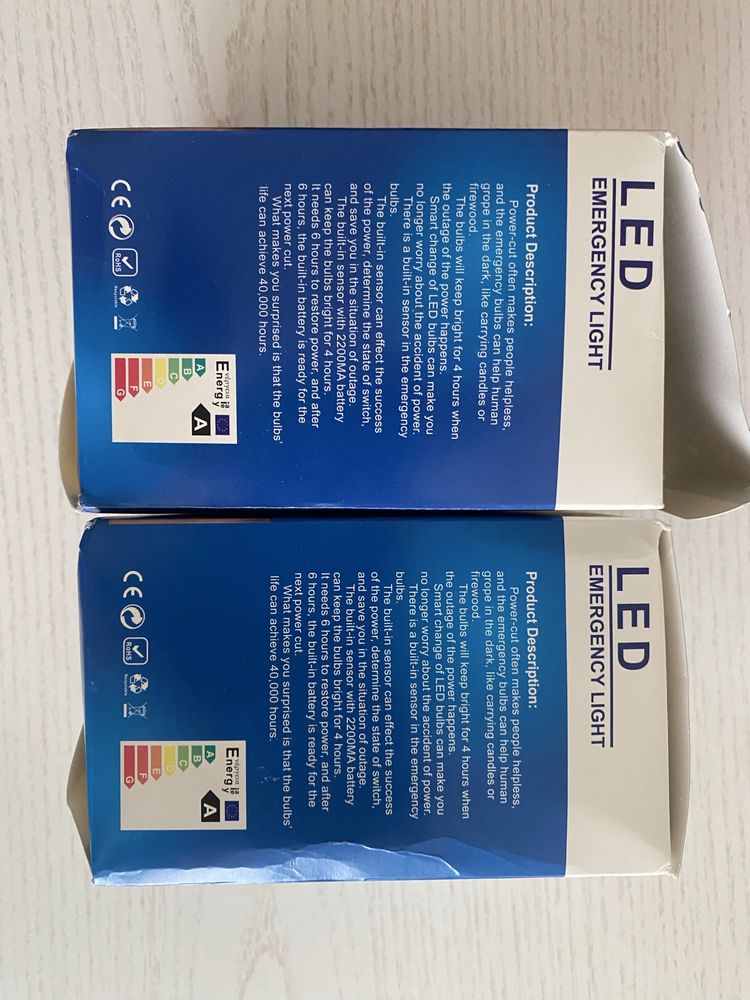 LED
EMERGENCY LIGHT
Product Description:
Power-cut often makes people helpless,
and the emergency bulbs can help human
grope in the dark, like carrying candles or
firewood.
The bulbs will keep bright for 4 hours when
the outage of the power happens.
Smart change of LED bulbs can make you
no longer worry about the accident of power.
There is a built-in sensor in the emergency
bulbs.
The built-in sensor can effect the success
of the power, determine the state of switch,
and save you in the situation of outage.
The built-in sensor with 2200MA battery
can keep the bulbs bright for 4 hours.
It needs 6 hours to restore power, and after
6 hours, the built-in battery is ready for the
next power cut.
What makes you surprised is that the bulbs'
life can achieve 40,000 hours.
CE
RoHS
Recyclable
Energy
A
A
B
C
D
E
F
G
LED
EMERGENCY LIGHT
Product Description:
Power-cut often makes people helpless,
and the emergency bulbs can help human
grope in the dark, like carrying candles or
firewood.
The bulbs will keep bright for 4 hours when
the outage of the power happens.
Smart change of LED bulbs can make you
no longer worry about the accident of power.
There is a built-in sensor in the emergency
bulbs.
The built-in sensor can effect the success
of the power, determine the state of switch,
and save you in the situation of outage.
The built-in sensor with 2200MA battery
can keep the bulbs bright for 4 hours.
It needs 6 hours to restore power, and after
6 hours, the built-in battery is ready for the
next power cut.
What makes you surprised is that the bulbs'
life can achieve 40,000 hours.
CE
RoHS
Recyclable
Energy
A
A
B
C
D
E
F
G